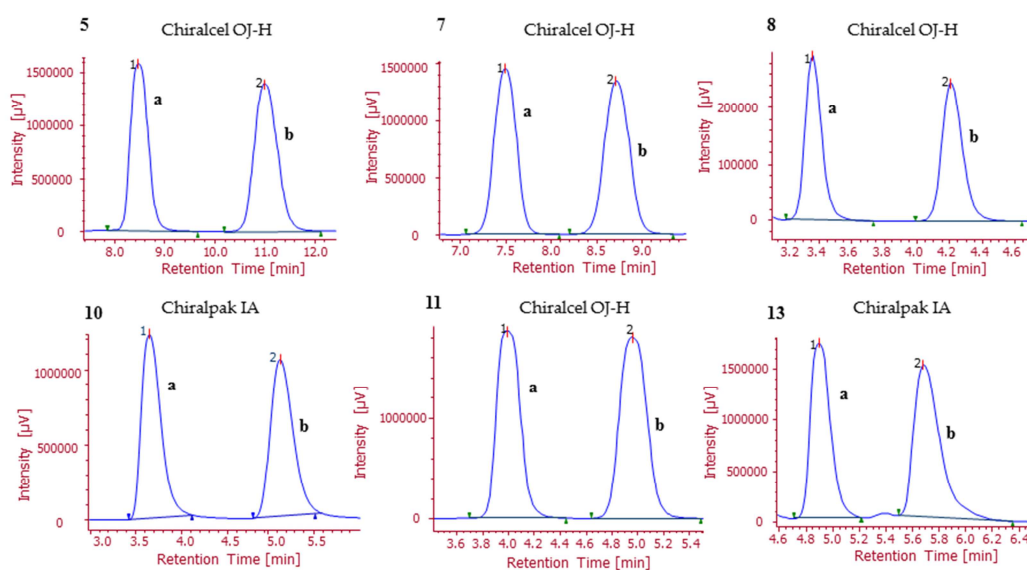 5 Chiralcel OJ-H
Intensity [µV]
1500000
1000000
500000
0
1
a
2
b
8.0 9.0 10.0 11.0 12.0
Retention Time [min]
7 Chiralcel OJ-H
Intensity [µV]
1500000
1000000
500000
0
1
a
2
b
7.0 7.5 8.0 8.5 9.0
Retention Time [min]
8 Chiralcel OJ-H
Intensity [µV]
200000
100000
0
1
a
2
b
3.2 3.4 3.6 3.8 4.0 4.2 4.4 4.6
Retention Time [min]
10 Chiralpak IA
Intensity [µV]
1000000
500000
0
1
a
2
b
3.0 3.5 4.0 4.5 5.0 5.5
Retention Time [min]
11 Chiralcel OJ-H
Intensity [µV]
1000000
0
1
a
2
b
3.6 3.8 4.0 4.2 4.4 4.6 4.8 5.0 5.2 5.4
Retention Time [min]
13 Chiralpak IA
Intensity [µV]
1500000
1000000
500000
0
1
a
2
b
4.6 4.8 5.0 5.2 5.4 5.6 5.8 6.0 6.2 6.4
Retention Time [min]